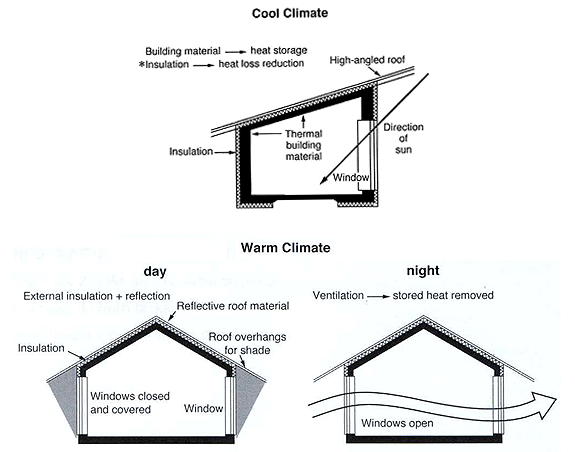 Cool Climate
Building material → heat storage
*Insulation → heat loss reduction
High-angled roof
Thermal
building
material
Direction
of
sun
Insulation
Window
Warm Climate
day
External insulation + reflection
Reflective roof material
Roof overhangs
for shade
Insulation
Windows closed
and covered
Window
night
Ventilation → stored heat removed
Windows open